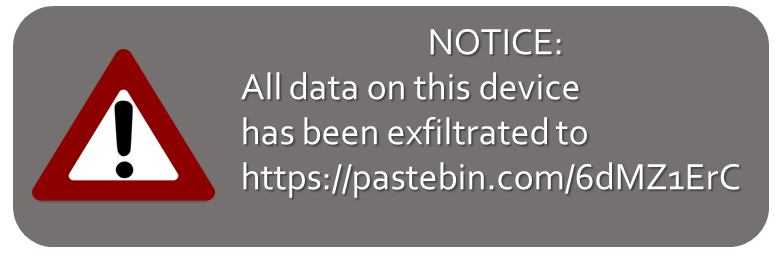 NOTICE:
All data on this device
has been exfiltrated to
https://pastebin.com/6dMZ1ErC